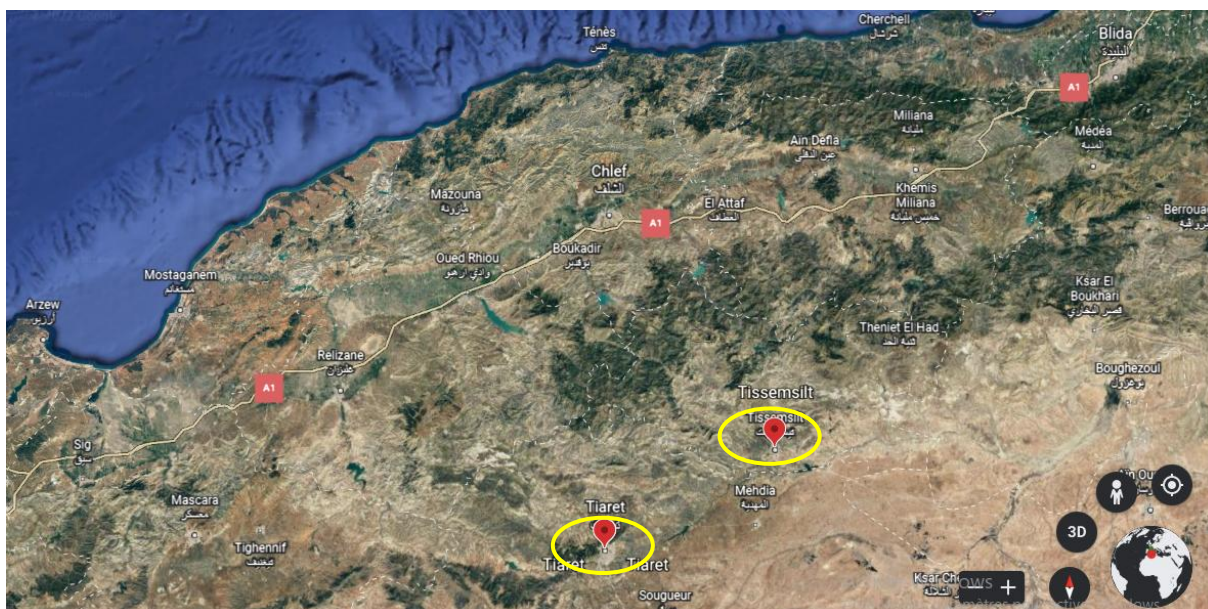 Cherchell
شرشال
Ténès
تنس
Blida
البليدة
A1
Miliana
مليانة
Médéa
المدية
Aïn Defla
عين الدفلى
Chlef
الشلف
Mazouna
مازونة
El Attaf
العطاف
Khemis
Miliana
خميس مليانة
A1
Boukadir
بوقادير
Oued Rhiou
وادي ارهيو
Mostaganem
مستغانم
Arzew
أرزيو
Ksar El
Boukhari
قصر البخاري
Theniet El Had
ثنية الحد
Relizane
غليزان
A1
Boughezoul
بوغزول
Tissemsilt
Tissemsilt
Sig
سيق
Mehdia
المهدية
Mascara
معسكر
Tiaret
Tighennif
تيغنيف
Tiaret
Tiaret
3D
Sougueur